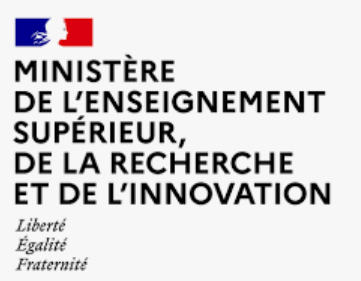 MINISTÈRE
DE L'ENSEIGNEMENT
SUPÉRIEUR,
DE LA RECHERCHE
ET DE L'INNOVATION
Liberté
Égalité
Fraternité